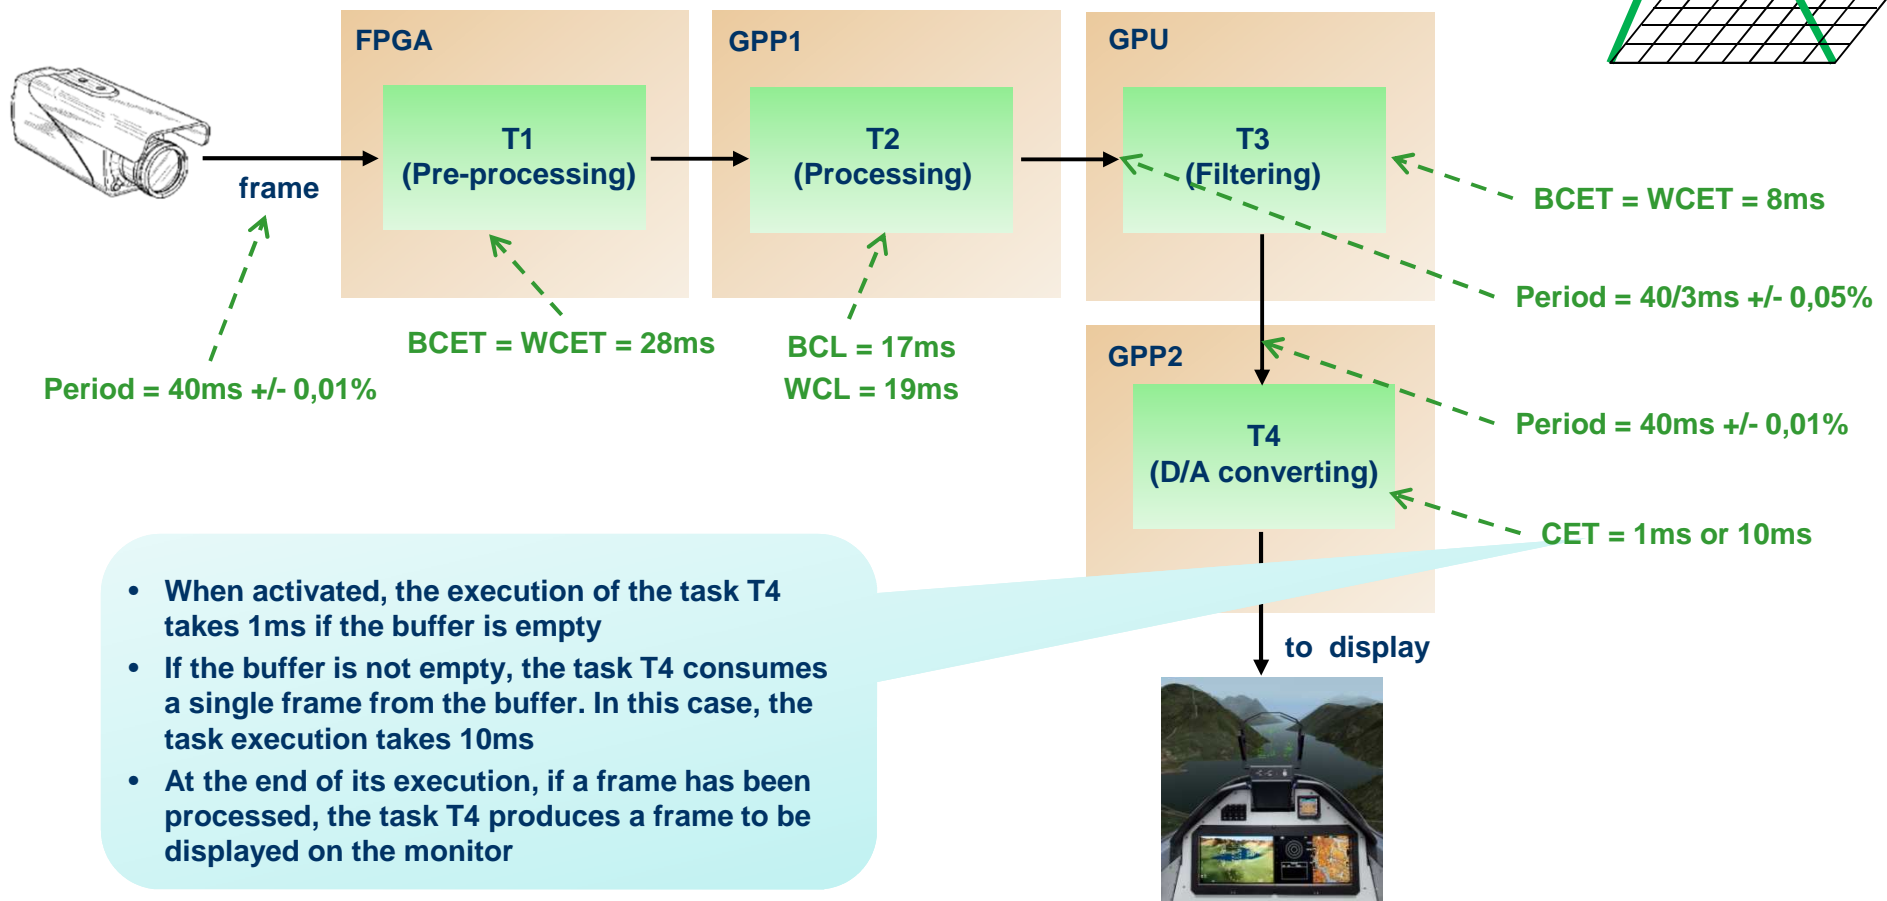 FPGA
GPP1
GPU
T1
(Pre-processing)
T2
(Processing)
T3
(Filtering)
frame
BCET = WCET = 8ms
Period = 40/3ms +/- 0,05%
BCET = WCET = 28ms
BCL = 17ms
WCL = 19ms
GPP2
Period = 40ms +/- 0,01%
Period = 40ms +/- 0,01%
T4
(D/A converting)
CET = 1ms or 10ms
• When activated, the execution of the task T4
takes 1ms if the buffer is empty
• If the buffer is not empty, the task T4 consumes
a single frame from the buffer. In this case, the
task execution takes 10ms
• At the end of its execution, if a frame has been
processed, the task T4 produces a frame to be
displayed on the monitor
to display